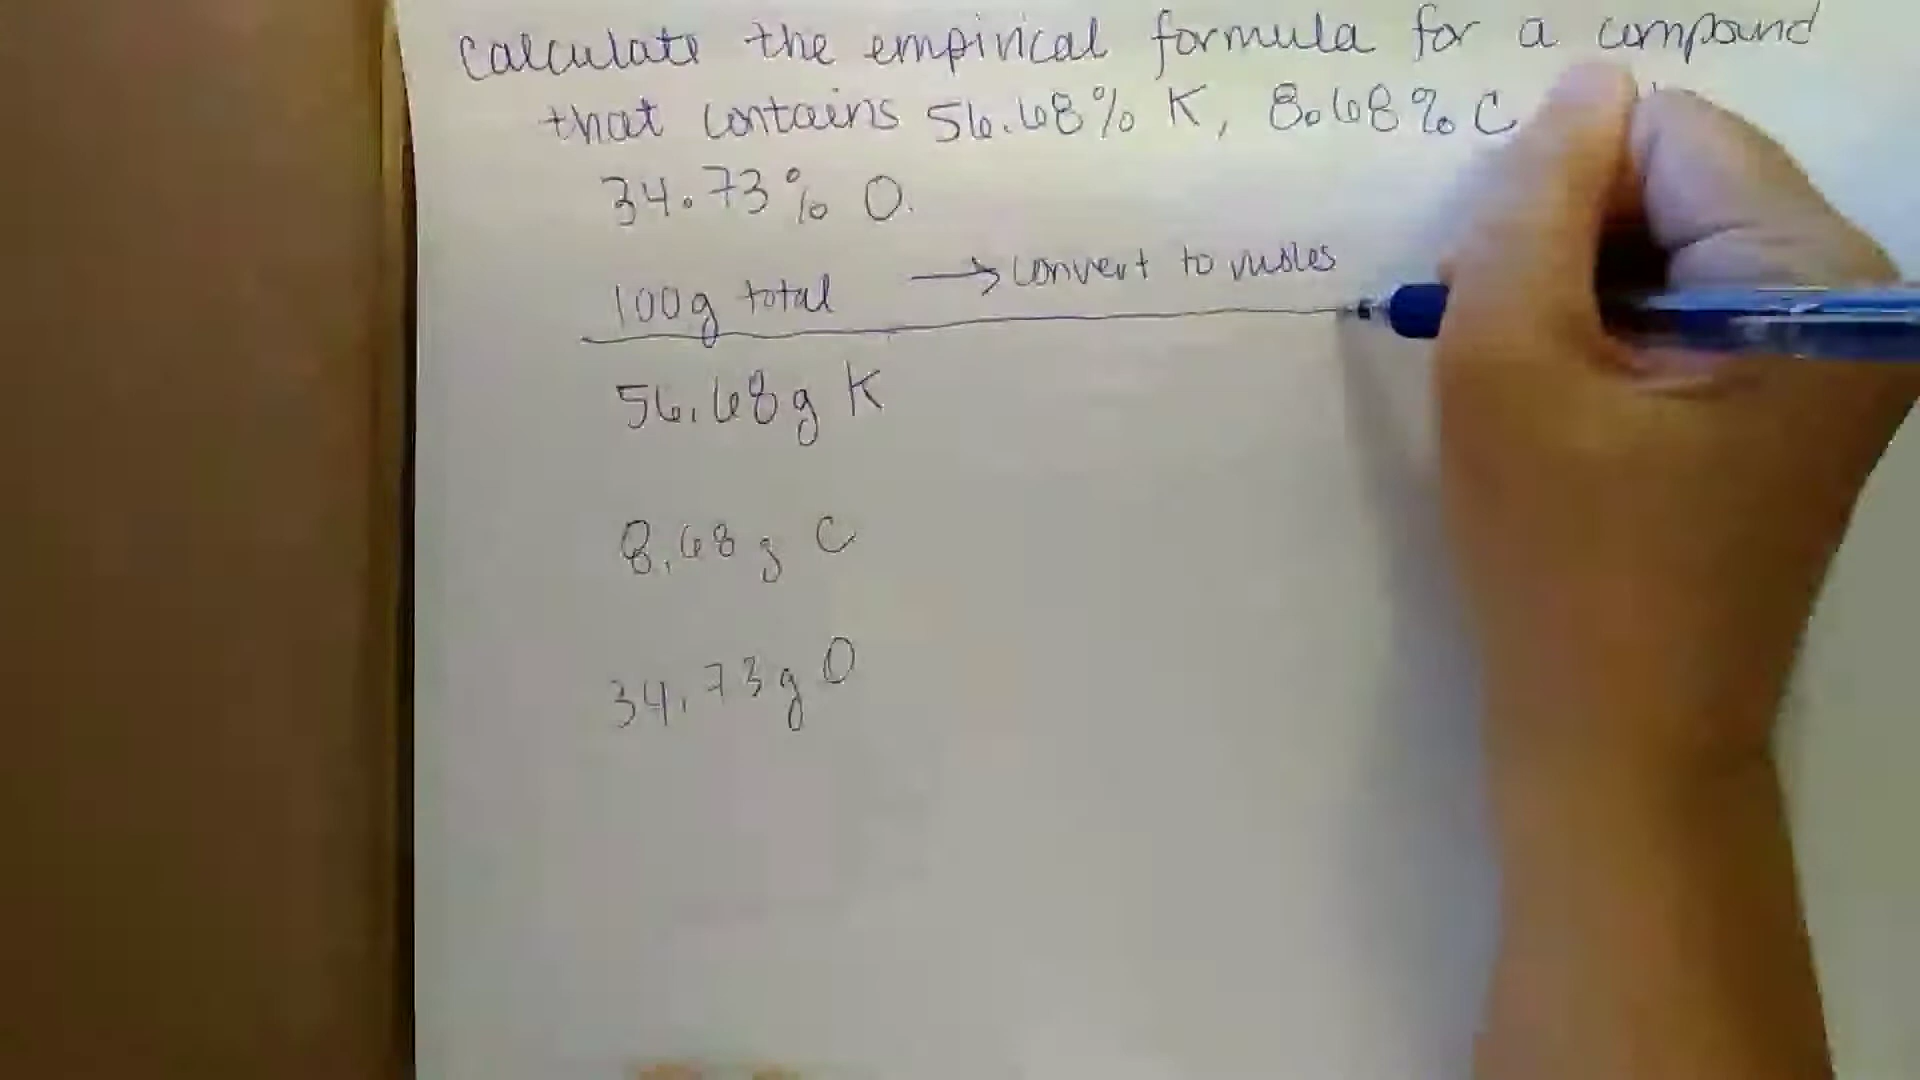 calculate the empirical formula for a compound
that contains 56.68% K, 8.68% C
34.73% O.
100g total → convert to moles
56.68g K
8.68g C
34.73g O